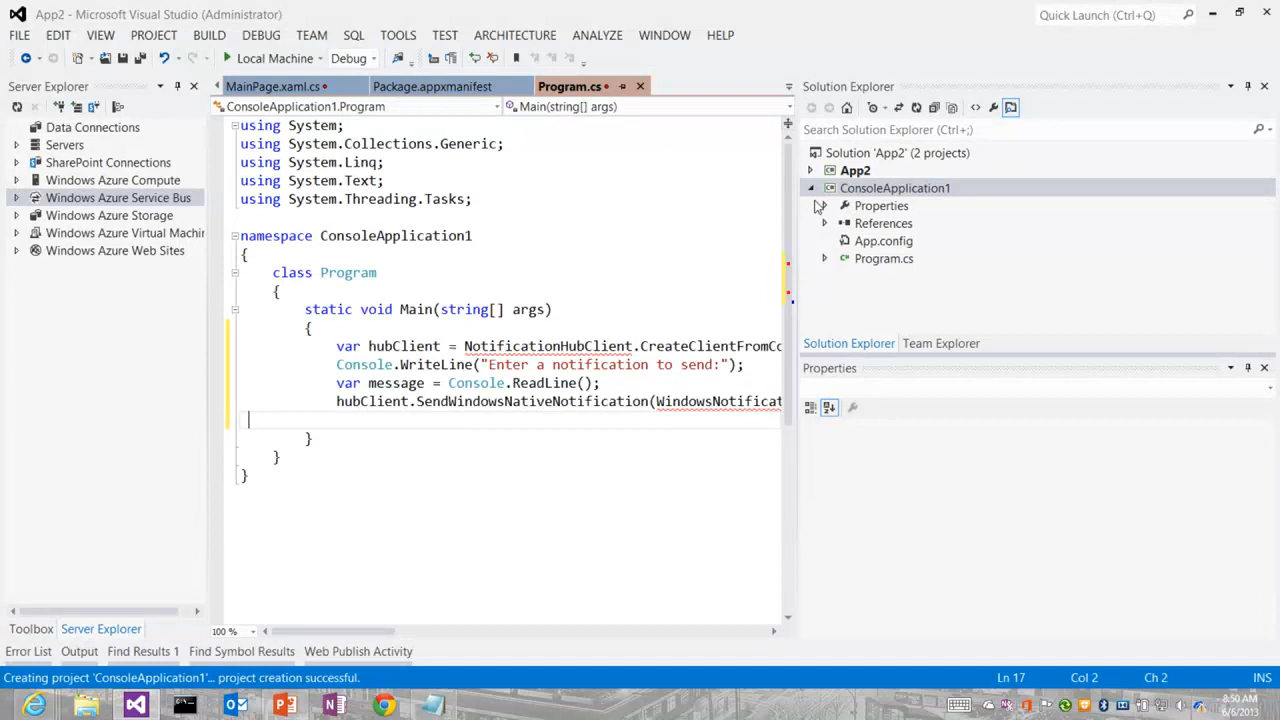 App2 - Microsoft Visual Studio (Administrator)
Quick Launch (Ctrl+Q)
FILE EDIT VIEW PROJECT BUILD DEBUG TEAM SQL TOOLS TEST ARCHITECTURE ANALYZE WINDOW HELP
Local Machine Debug
Server Explorer
MainPage.xaml.cs Package.appxmanifest Program.cs
Solution Explorer
ConsoleApplication1.Program Main(string[] args)
Data Connections
Servers
SharePoint Connections
Windows Azure Compute
Windows Azure Service Bus
Windows Azure Storage
Windows Azure Virtual Machin
Windows Azure Web Sites
using System;
using System.Collections.Generic;
using System.Linq;
using System.Text;
using System.Threading.Tasks;
namespace ConsoleApplication1
{
class Program
{
static void Main(string[] args)
{
var hubClient = NotificationHubClient.CreateClientFromCo
Console.WriteLine("Enter a notification to send:");
var message = Console.ReadLine();
hubClient.SendWindowsNativeNotification(WindowsNotificat
}
}
}
Search Solution Explorer (Ctrl+;)
Solution 'App2' (2 projects)
App2
ConsoleApplication1
Properties
References
App.config
Program.cs
Solution Explorer Team Explorer
Properties
100 %
Toolbox Server Explorer
Error List Output Find Results 1 Find Symbol Results Web Publish Activity
Creating project 'ConsoleApplication1'... project creation successful.
Ln 17 Col 2 Ch 2 INS
8:50 AM
6/6/2013